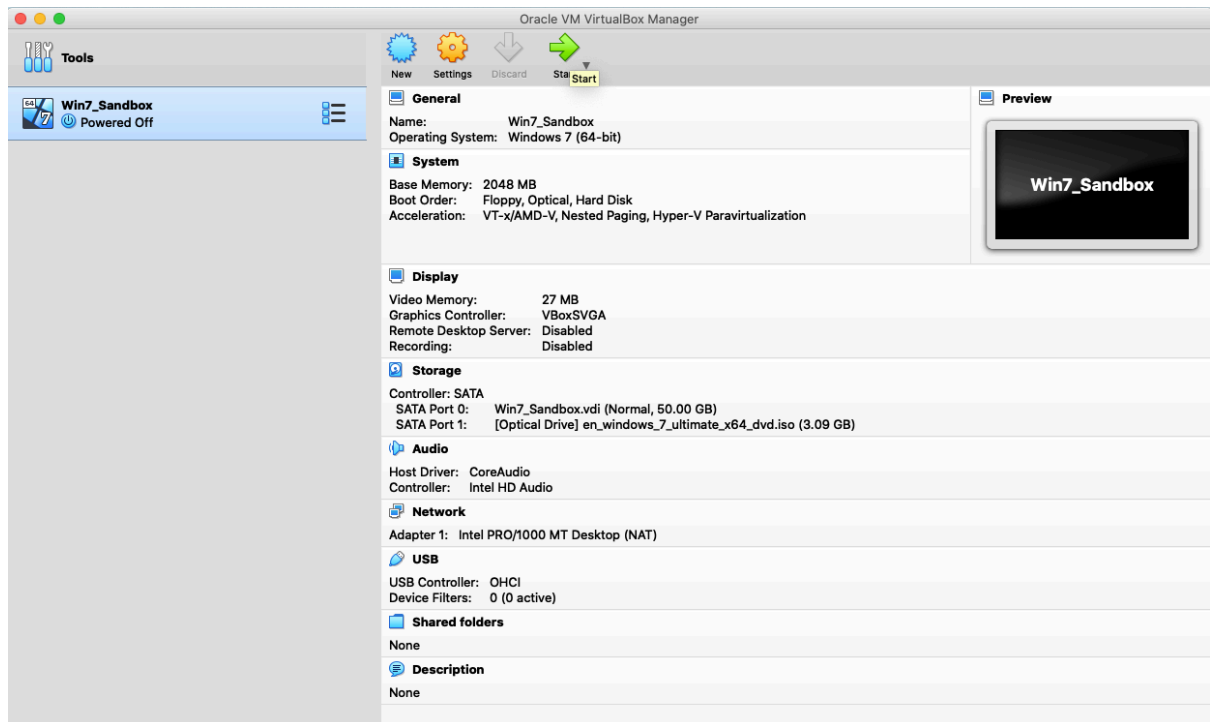 Oracle VM VirtualBox Manager
Tools
New Settings Discard Sta
Start
64
7
Win7_Sandbox
Powered Off
General
Name: Win7_Sandbox
Operating System: Windows 7 (64-bit)
Preview
Win7_Sandbox
System
Base Memory: 2048 MB
Boot Order: Floppy, Optical, Hard Disk
Acceleration: VT-x/AMD-V, Nested Paging, Hyper-V Paravirtualization
Display
Video Memory: 27 MB
Graphics Controller: VBoxSVGA
Remote Desktop Server: Disabled
Recording: Disabled
Storage
Controller: SATA
SATA Port 0: Win7_Sandbox.vdi (Normal, 50.00 GB)
SATA Port 1: [Optical Drive] en_windows_7_ultimate_x64_dvd.iso (3.09 GB)
Audio
Host Driver: CoreAudio
Controller: Intel HD Audio
Network
Adapter 1: Intel PRO/1000 MT Desktop (NAT)
USB
USB Controller: OHCI
Device Filters: 0 (0 active)
Shared folders
None
Description
None